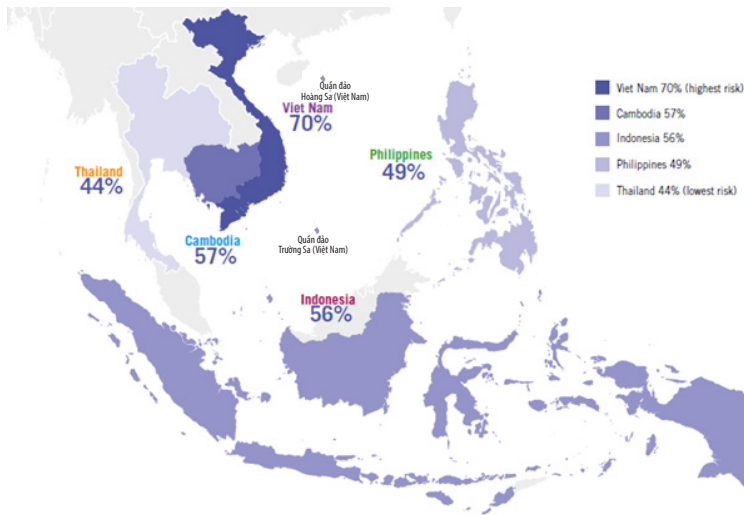 Quần đảo
Hoàng Sa (Việt Nam)
Viet Nam
70%
Thailand
44%
Philippines
49%
Quần đảo
Trường Sa (Việt Nam)
Cambodia
57%
Indonesia
56%
Viet Nam 70% (highest risk)
Cambodia 57%
Indonesia 56%
Philippines 49%
Thailand 44% (lowest risk)